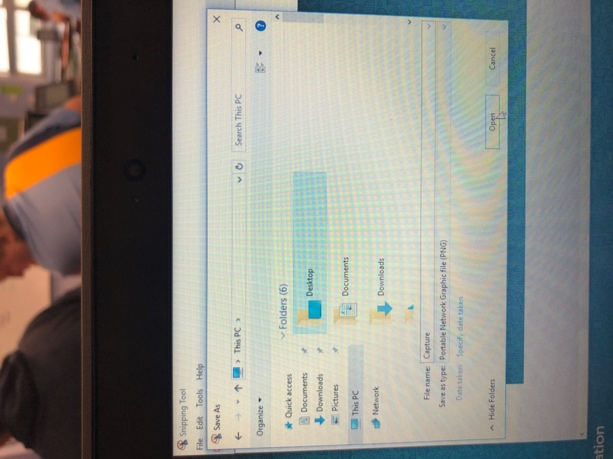 Snipping Tool
File Edit Tools Help
Save As
This PC
Search This PC
Organize
Quick access
Documents
Downloads
Pictures
This PC
Network
Folders (6)
Desktop
Documents
Downloads
File name: Capture
Save as type: Portable Network Graphic file (PNG)
Date taken: Specify date taken
Hide Folders
Open
Cancel
ation